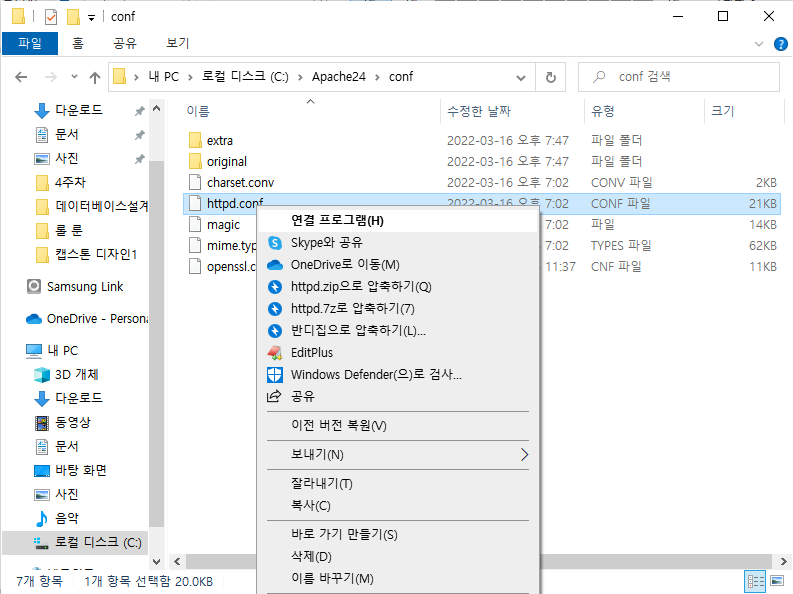 conf
파일 홈 공유 보기
내 PC 로컬 디스크 (C:) Apache24 conf
conf 검색
다운로드
문서
사진
4주차
데이터베이스설계
롤 룬
캡스톤 디자인1
Samsung Link
OneDrive - Persona
내 PC
3D 개체
다운로드
동영상
문서
바탕 화면
사진
음악
로컬 디스크 (C:)
이름 수정한 날짜 유형 크기
extra 2022-03-16 오후 7:47 파일 폴더
original 2022-03-16 오후 7:47 파일 폴더
charset.conv 2022-03-16 오후 7:02 CONV 파일 2KB
httpd.conf 2022-03-16 오후 7:02 CONF 파일 21KB
magic 7:02 파일 14KB
mime.typ 7:02 TYPES 파일 62KB
openssl.c 11:37 CNF 파일 11KB
연결 프로그램(H)
Skype와 공유
OneDrive로 이동(M)
httpd.zip으로 압축하기(Q)
httpd.7z로 압축하기(7)
반디집으로 압축하기(L)...
EditPlus
Windows Defender(으)로 검사...
공유
이전 버전 복원(V)
보내기(N)
잘라내기(T)
복사(C)
바로 가기 만들기(S)
삭제(D)
이름 바꾸기(M)
7개 항목 1개 항목 선택함 20.0KB